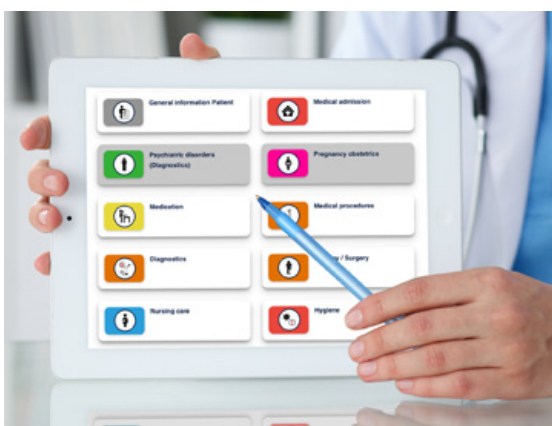 General information Patient
Medical admission
Psychiatric disorders
(Diagnostics)
Pregnancy obstetrics
Medication
Medical procedures
Diagnostics
/ Surgery
Nursing care
Hygiene